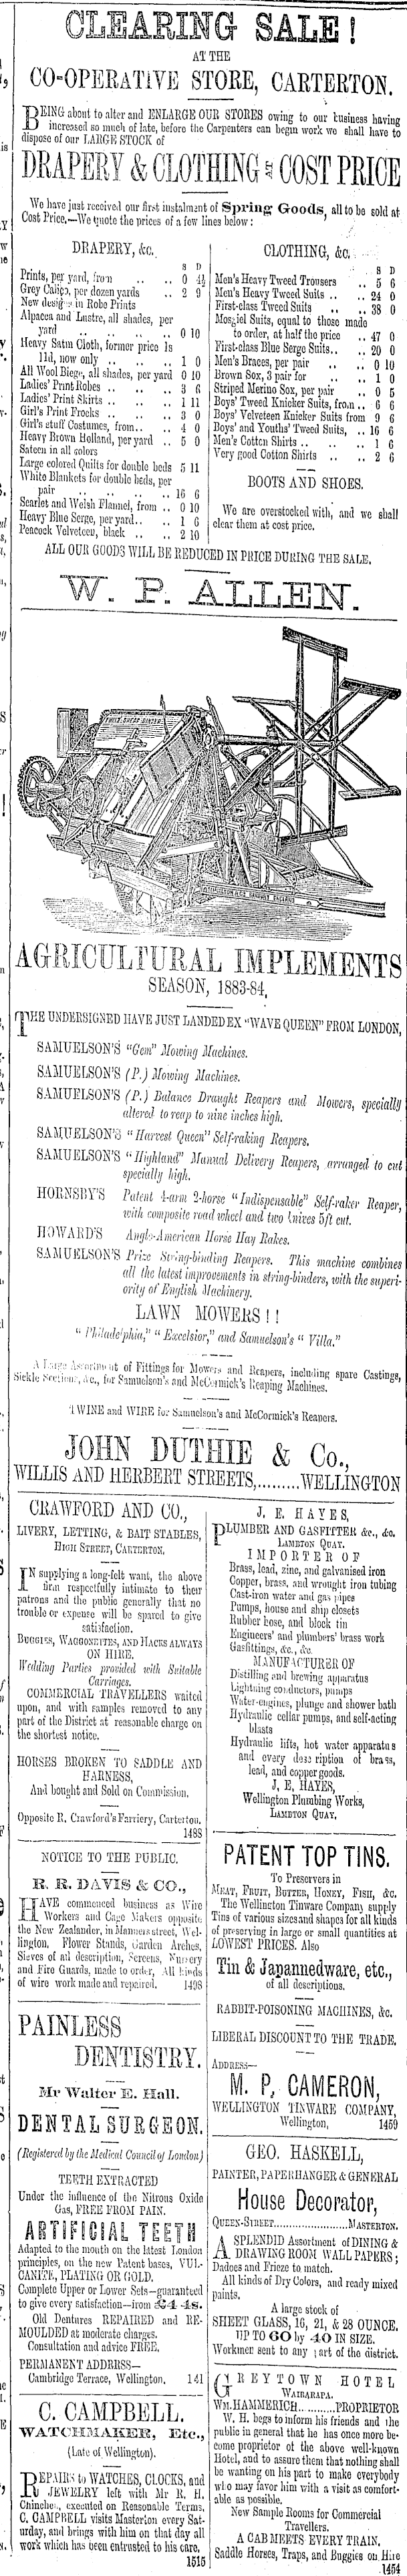 CLEARING SALE!
AT THE
CO-OPERATIVE STORE, CARTERTON.
BEING about to alter and ENLARGE OUR STORES owing to our business having
increased so much of late, before the Carpenters can begin work we shall have to
dispose of our LARGE STOCK of
DRAPERY & CLOTHING AT COST PRICE
We have just received our first instalment of Spring Goods, all to be sold at
Cost Price.—We quote the prices of a few lines below:
DRAPERY, &c.
S D
Prints, per yard, from .. .. 0 4½
Grey Calico, per dozen yards .. 2 9
New designs in Robe Prints
Alpacca and Lustre, all shades, per
yard .. .. .. .. 0 10
Heavy Satin Cloth, former price 1s
11d, now only .. .. .. 1 0
All Wool Biege, all shades, per yard 0 10
Ladies' Print Robes .. .. .. 3 6
Ladies' Print Skirts .. .. 1 11
Girl's Print Frocks .. .. 3 0
Girl's stuff Costumes, from .. .. 4 0
Heavy Brown Holland, per yard .. 5 0
Sateen in all colors
Large colored Quilts for double beds 5 11
White Blankets for double beds, per
pair .. .. .. .. 16 6
Scarlet and Welsh Flannel, from .. 0 10
Heavy Blue Serge, per yard .. .. 1 6
Peacock Velveteen, black .. .. 2 10
CLOTHING, &c.
S D
Men's Heavy Tweed Trousers .. 5 6
Men's Heavy Tweed Suits .. .. 24 0
First-class Tweed Suits .. .. 38 0
Mosgiel Suits, equal to those made
to order, at half the price .. 47 0
First-class Blue Serge Suits .. .. 20 0
Men's Braces, per pair .. .. 0 10
Brown Sox, 3 pair for .. .. 1 0
Striped Merino Sox, per pair .. 0 5
Boys' Tweed Knicker Suits, from .. 6 6
Boys' Velveteen Knicker Suits from 9 6
Boys' and Youths' Tweed Suits, .. 16 6
Men's Cotton Shirts .. .. .. 1 6
Very good Cotton Shirts .. .. 2 6
BOOTS AND SHOES.
We are overstocked with, and we shall
clear them at cost price.
ALL OUR GOODS WILL BE REDUCED IN PRICE DURING THE SALE.
W. P. ALLEN.
AGRICULTURAL IMPLEMENTS
SEASON, 1883-84,
THE UNDERSIGNED HAVE JUST LANDED EX "WAVE QUEEN" FROM LONDON,
SAMUELSON'S "Gem" Mowing Machines.
SAMUELSON'S (P.) Mowing Machines.
SAMUELSON'S (P.) Balance Draught Reapers and Mowers, specially
altered to reap to nine inches high.
SAMUELSON'S "Harvest Queen" Self-raking Reapers.
SAMUELSON'S "Highland" Manual Delivery Reapers, arranged to cut
specially high.
HORNSBY'S Patent 4-arm 2-horse "Indispensable" Self-raker Reaper,
with composite road wheel and two knives 5ft cut.
HOWARD'S Anglo-American Horse Hay Rakes.
SAMUELSON'S Prize String-binding Reapers. This machine combines
all the latest improvements in string-binders, with the superi-
ority of English Machinery.
LAWN MOWERS!!
"Philadelphia," "Excelsior," and Samuelson's "Villa."
A Large Assortment of Fittings for Mowers and Reapers, including spare Castings,
Sickle Sections, &c., for Samuelson's and McCormick's Reaping Machines.
TWINE and WIRE for Samuelson's and McCormick's Reapers.
JOHN DUTHIE & Co.,
WILLIS AND HERBERT STREETS,.........WELLINGTON
CRAWFORD AND CO.,
LIVERY, LETTING, & BAIT STABLES,
HIGH STREET, CARTERTON.
IN supplying a long-felt want, the above
firm respectfully intimate to their
patrons and the public generally that no
trouble or expense will be spared to give
satisfaction.
BUGGIES, WAGGONETTES, AND HACKS ALWAYS
ON HIRE.
Wedding Parties provided with Suitable
Carriages.
COMMERCIAL TRAVELLERS waited
upon, and with samples removed to any
part of the District at reasonable charge on
the shortest notice.
HORSES BROKEN TO SADDLE AND
HARNESS,
And bought and Sold on Commission.
Opposite R. Crawford's Farriery, Carterton.
1488
NOTICE TO THE PUBLIC.
R. R. DAVIS & CO.,
HAVE commenced business as Wire
Workers and Cage Makers opposite
the New Zealander, in Manners street, Wel-
lington. Flower Stands, Garden Arches,
Sieves of all description, Screens, Nursery
and Fire Guards, made to order, All kinds
of wire work made and repaired. 1498
PAINLESS
DENTISTRY.
Mr Walter E. Hall.
DENTAL SURGEON.
(Registered by the Medical Council of London)
TEETH EXTRACTED
Under the influence of the Nitrous Oxide
Gas, FREE FROM PAIN.
ARTIFICIAL TEETH
Adapted to the mouth on the latest London
principles, on the new Patent bases, VUL-
CANITE, PLATING OR GOLD.
Complete Upper or Lower Sets—guaranteed
to give every satisfaction—from £4 4s.
Old Dentures REPAIRED and RE-
MOULDED at moderate charges.
Consultation and advice FREE.
PERMANENT ADDRESS—
Cambridge Terrace, Wellington. 141
C. CAMPBELL.
WATCHMAKER, Etc.,
(Late of Wellington).
REPAIRS to WATCHES, CLOCKS, and
JEWELRY left with Mr R. H.
Chinchen, executed on Reasonable Terms.
C. CAMPBELL visits Masterton every Sat-
urday, and brings with him on that day all
work which has been entrusted to his care.
1515
J. E. HAYES,
PLUMBER AND GASFITTER &c., &c.
LAMBTON QUAY.
IMPORTER OF
Brass, lead, zinc, and galvanised iron
Copper, brass, and wrought iron tubing
Cast-iron water and gas pipes
Pumps, house and ship closets
Rubber hose, and block tin
Engineers' and plumbers' brass work
Gasfittings, &c., &c.
MANUFACTURER OF
Distilling and brewing apparatus
Lightning conductors, pumps
Water-engines, plunge and shower bath
Hydraulic cellar pumps, and self-acting
blasts
Hydraulic lifts, hot water apparatus
and every description of brass,
lead, and copper goods.
J. E. HAYES,
Wellington Plumbing Works,
LAMBTON QUAY.
PATENT TOP TINS.
To Preservers in
MEAT, FRUIT, BUTTER, HONEY, FISH, &c.
The Wellington Tinware Company supply
Tins of various sizes and shapes for all kinds
of preserving in large or small quantities at
LOWEST PRICES. Also
Tin & Japannedware, etc.,
of all descriptions.
RABBIT-POISONING MACHINES, &c.
LIBERAL DISCOUNT TO THE TRADE.
ADDRESS—
M. P. CAMERON,
WELLINGTON TINWARE COMPANY,
Wellington, 1459
GEO. HASKELL,
PAINTER, PAPERHANGER & GENERAL
House Decorator,
QUEEN-STREET..................MASTERTON.
A SPLENDID Assortment of DINING &
DRAWING ROOM WALL PAPERS;
Dadoes and Frieze to match.
All kinds of Dry Colors, and ready mixed
paints.
A large stock of
SHEET GLASS, 16, 21, & 28 OUNCE.
UP TO 60 by 40 IN SIZE.
Workmen sent to any part of the district.
GREYTOWN HOTEL
WAIRARAPA.
WM. HAMMERICH..........PROPRIETOR
W. H. begs to inform his friends and the
public in general that he has once more be-
come proprietor of the above well-known
Hotel, and to assure them that nothing shall
be wanting on his part to make everybody
who may favor him with a visit as comfort-
able as possible.
New Sample Rooms for Commercial
Travellers.
A CAB MEETS EVERY TRAIN.
Saddle Horses, Traps, and Buggies on Hire
1454